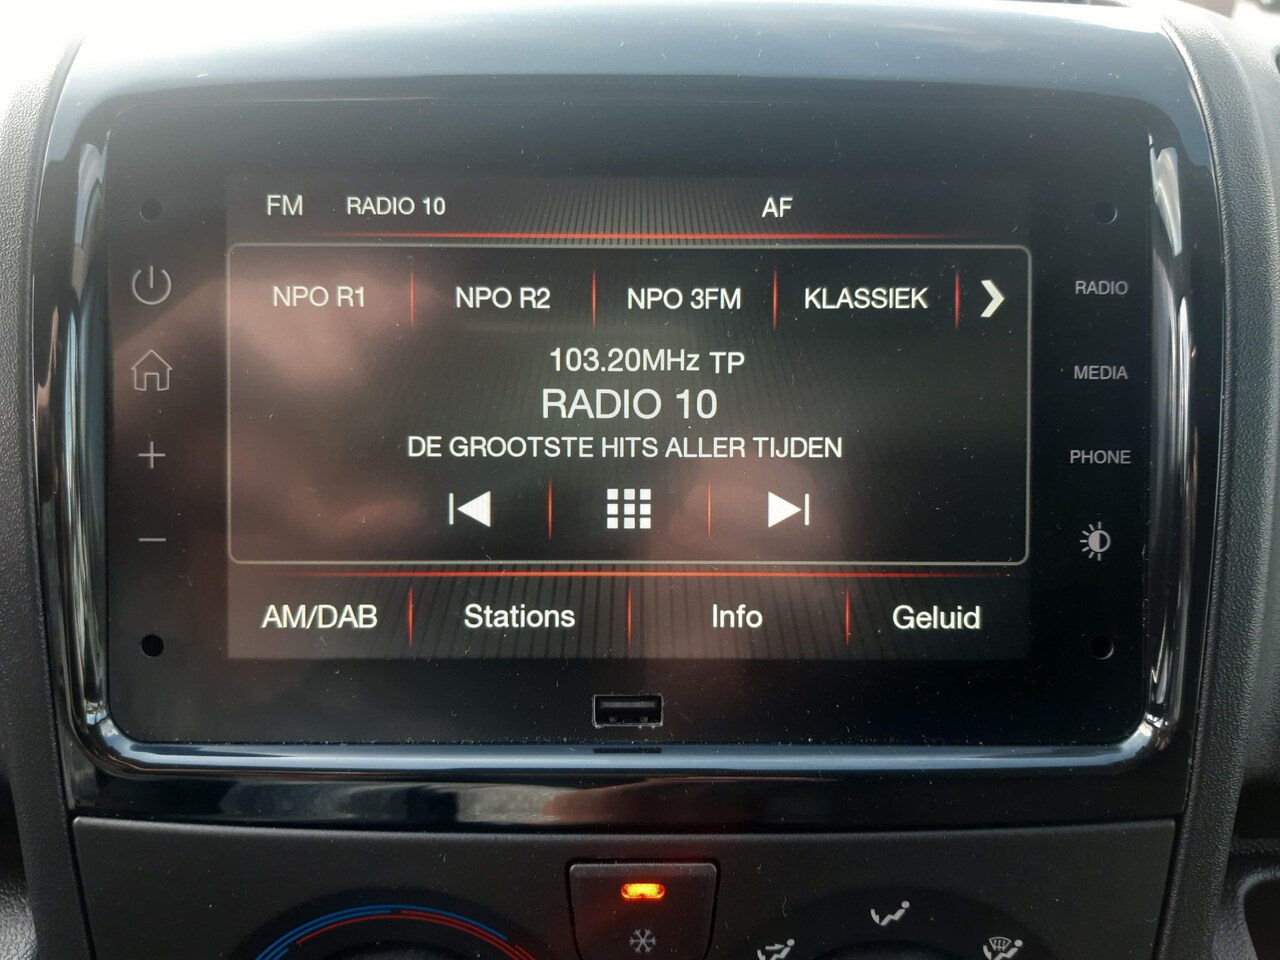 FM RADIO 10 AF
NPO R1 NPO R2 NPO 3FM KLASSIEK
RADIO
103.20MHz TP
MEDIA
RADIO 10
DE GROOTSTE HITS ALLER TIJDEN
PHONE
AM/DAB Stations Info Geluid